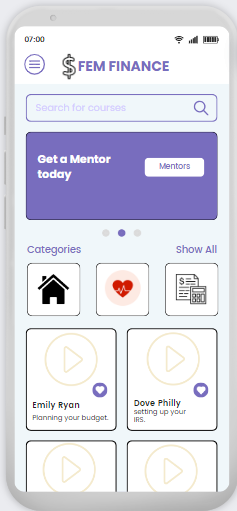 07:00
$ FEM FINANCE
Search for courses
Get a Mentor
today
Mentors
Categories
Show All
$
Emily Ryan
Planning your budget.
Dove Philly
setting up your
IRS.